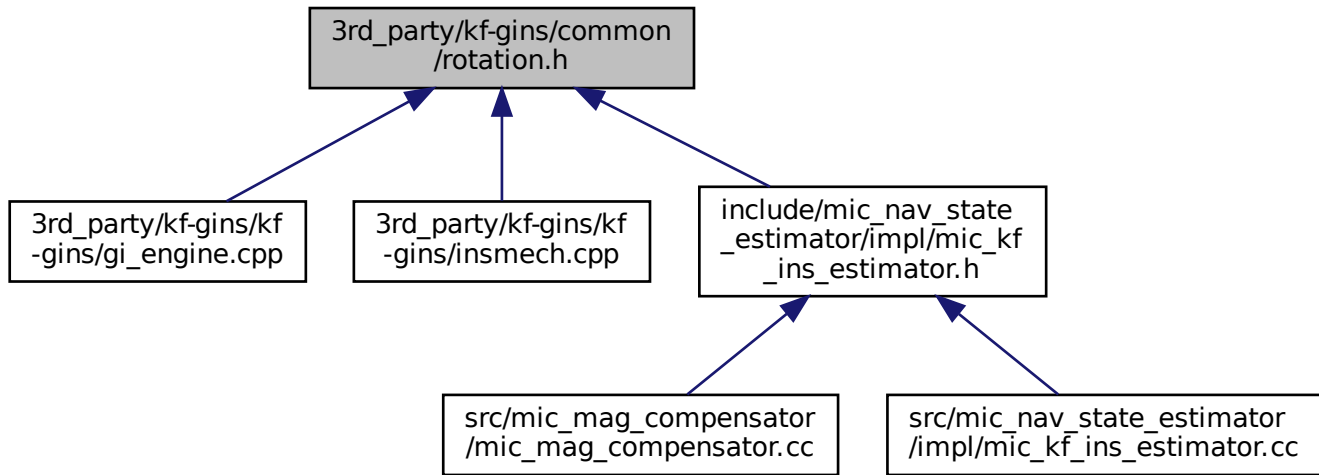 3rd_party/kf-gins/common
/rotation.h
3rd_party/kf-gins/kf
-gins/gi_engine.cpp
3rd_party/kf-gins/kf
-gins/insmech.cpp
include/mic_nav_state
_estimator/impl/mic_kf
_ins_estimator.h
src/mic_mag_compensator
/mic_mag_compensator.cc
src/mic_nav_state_estimator
/impl/mic_kf_ins_estimator.cc